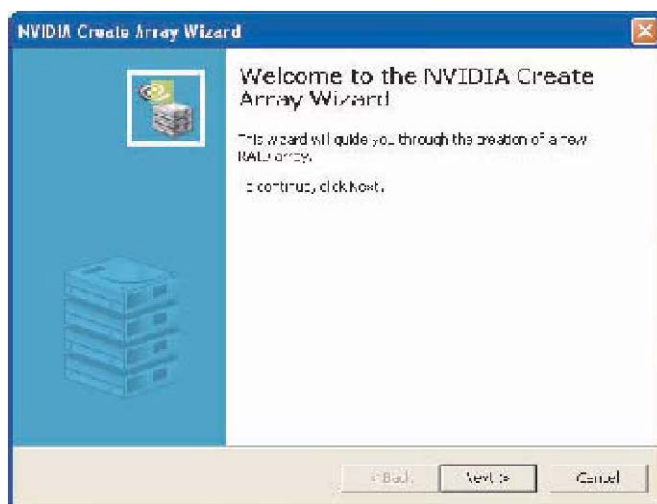 NVIDIA Create Array Wizard
Welcome to the NVIDIA Create
Array Wizard
This wizard will guide you through the creation of a new
RAID array.
To continue, click Next.
< Back
Next >
Cancel